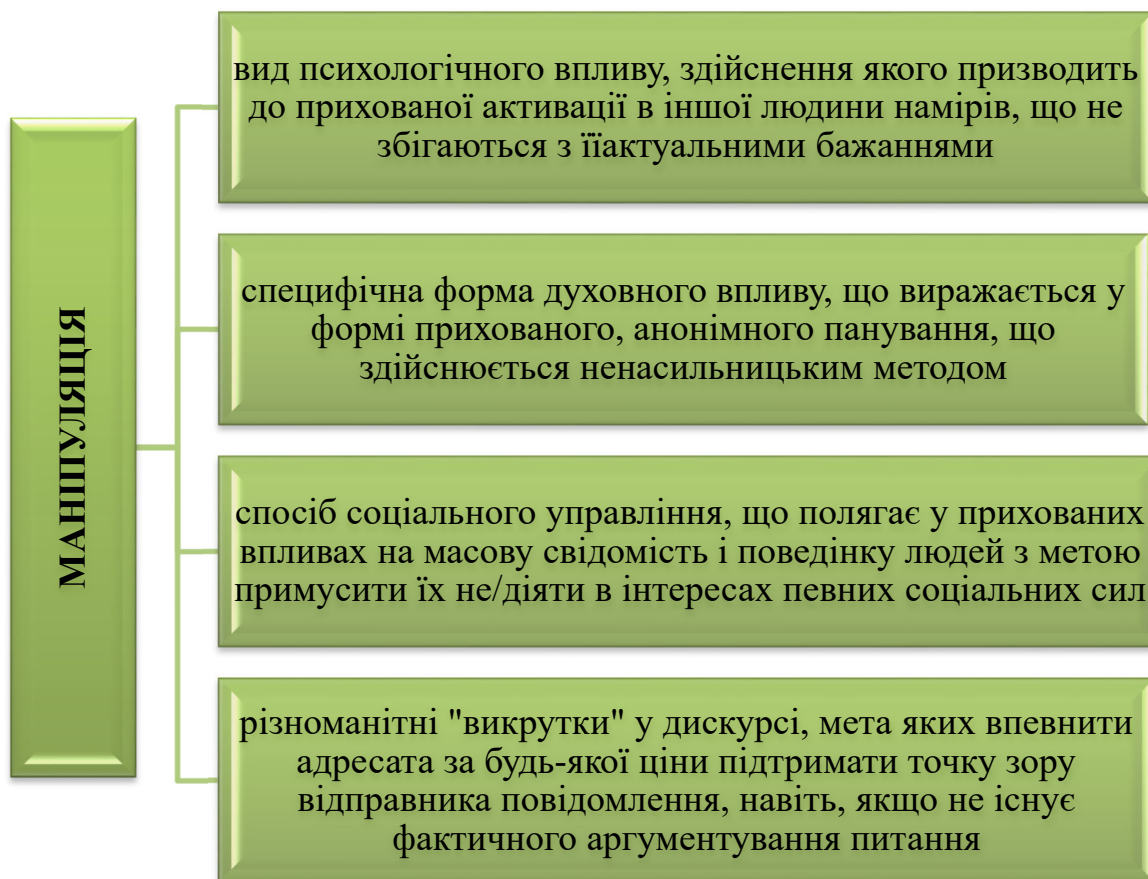 МАНІПУЛЯЦІЯ
вид психологічного впливу, здійснення якого призводить
до прихованої активації в іншої людини намірів, що не
збігаються з їїактуальними бажаннями
специфічна форма духовного впливу, що виражається у
формі прихованого, анонімного панування, що
здійснюється ненасильницьким методом
спосіб соціального управління, що полягає у прихованих
впливах на масову свідомість і поведінку людей з метою
примусити їх не/діяти в інтересах певних соціальних сил
різноманітні "викрутки" у дискурсі, мета яких впевнити
адресата за будь-якої ціни підтримати точку зору
відправника повідомлення, навіть, якщо не існує
фактичного аргументування питання